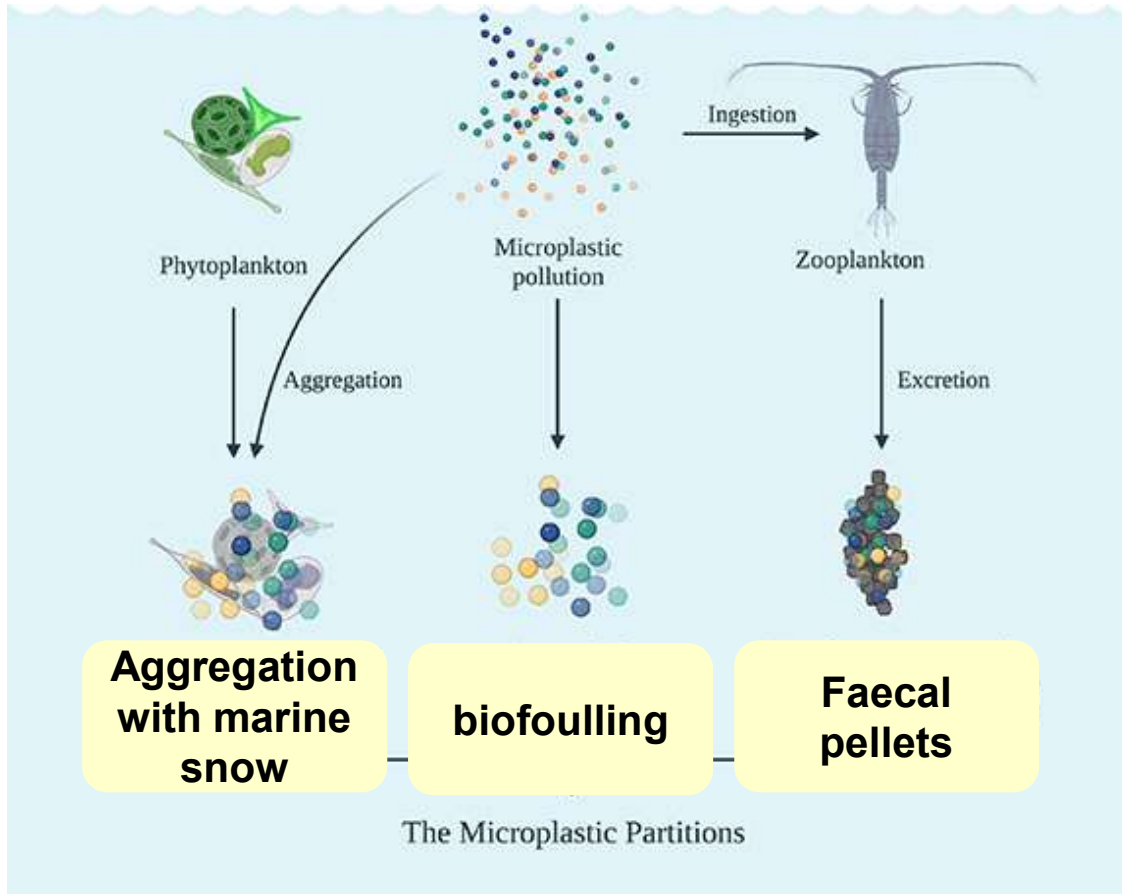 Ingestion
Phytoplankton
Microplastic
pollution
Zooplankton
Aggregation
Excretion
Aggregation
with marine
snow
biofoulling
Faecal
pellets
The Microplastic Partitions